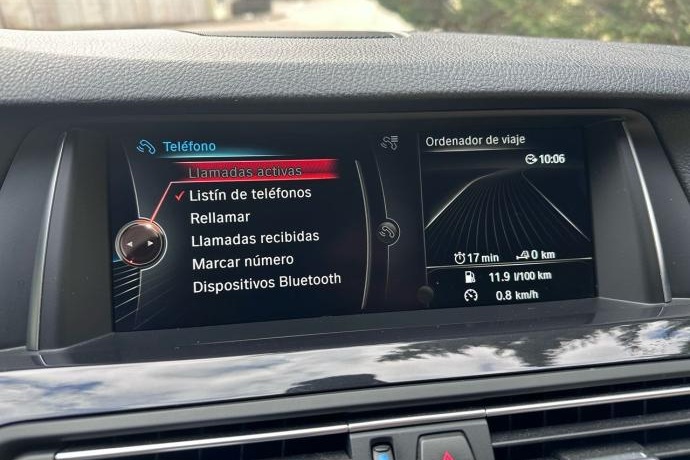 Teléfono
Llamadas activas
Listín de teléfonos
Rellamar
Llamadas recibidas
Marcar número
Dispositivos Bluetooth
Ordenador de viaje
10:06
17 min 0 km
11.9 l/100 km
0.8 km/h